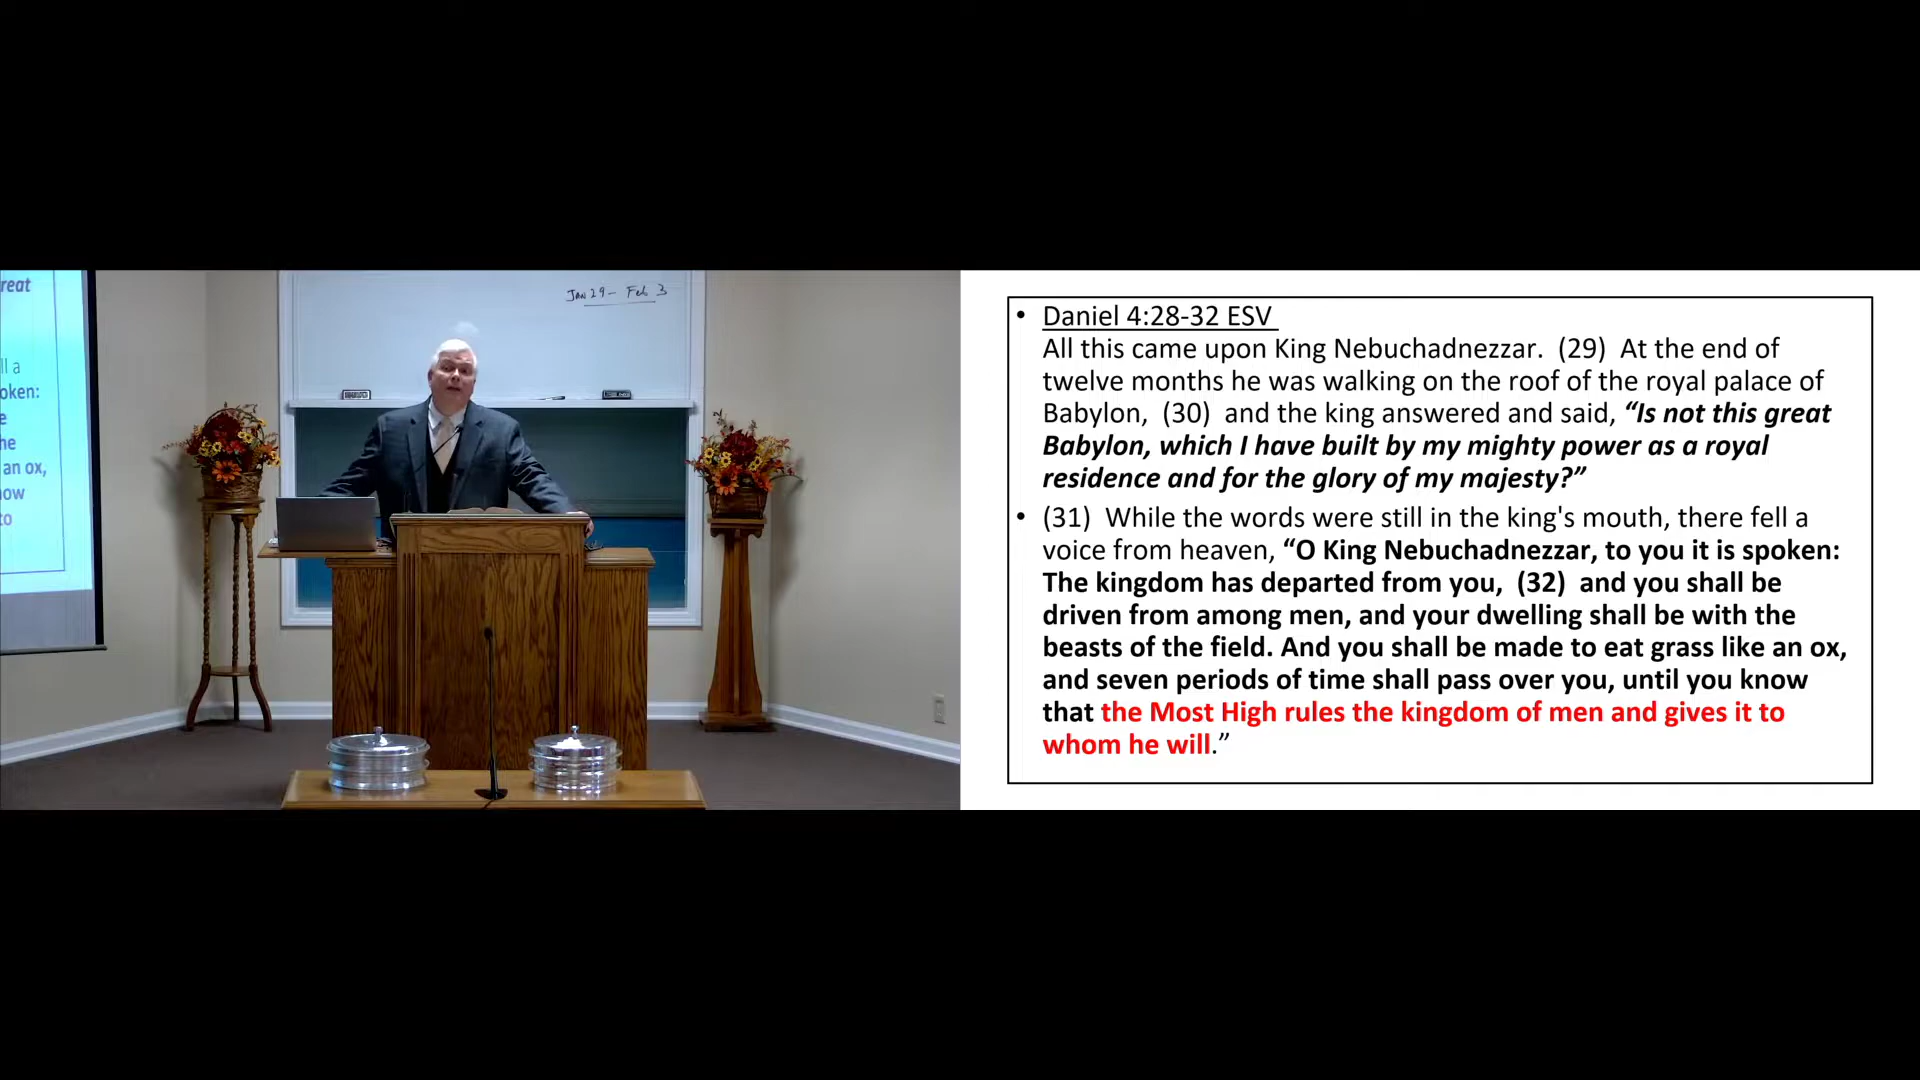 reat
ll a
oken:
e
he
an ox,
now
to
Jan 29 - Feb 3
• Daniel 4:28-32 ESV
All this came upon King Nebuchadnezzar. (29) At the end of
twelve months he was walking on the roof of the royal palace of
Babylon, (30) and the king answered and said, “Is not this great
Babylon, which I have built by my mighty power as a royal
residence and for the glory of my majesty?”
• (31) While the words were still in the king's mouth, there fell a
voice from heaven, “O King Nebuchadnezzar, to you it is spoken:
The kingdom has departed from you, (32) and you shall be
driven from among men, and your dwelling shall be with the
beasts of the field. And you shall be made to eat grass like an ox,
and seven periods of time shall pass over you, until you know
that the Most High rules the kingdom of men and gives it to
whom he will.”